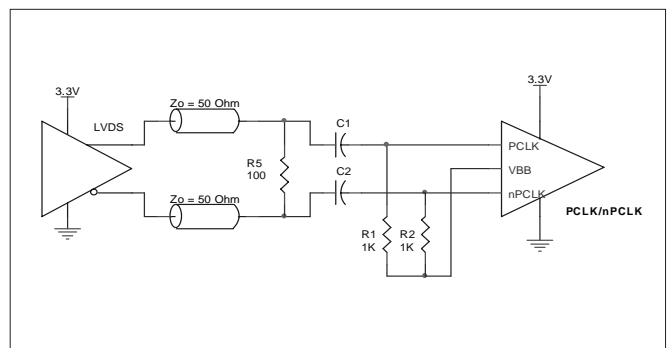 3.3V
LVDS
Zo = 50 Ohm
Zo = 50 Ohm
R5
100
C1
C2
R1
1K
R2
1K
3.3V
PCLK
VBB
nPCLK
PCLK/nPCLK